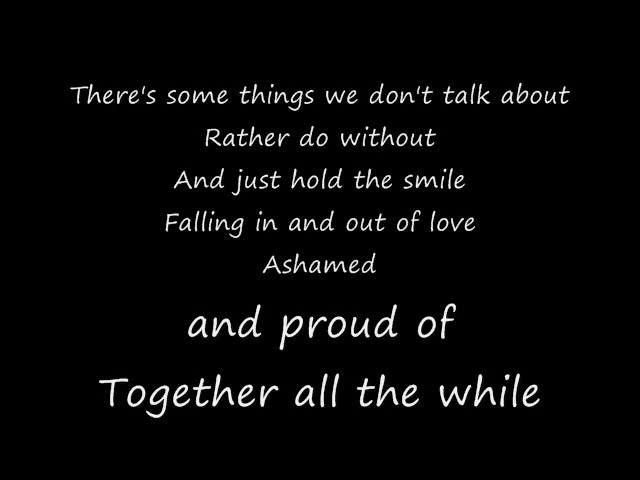 There's some things we don't talk about
Rather do without
And just hold the smile
Falling in and out of love
Ashamed
and proud of
Together all the while